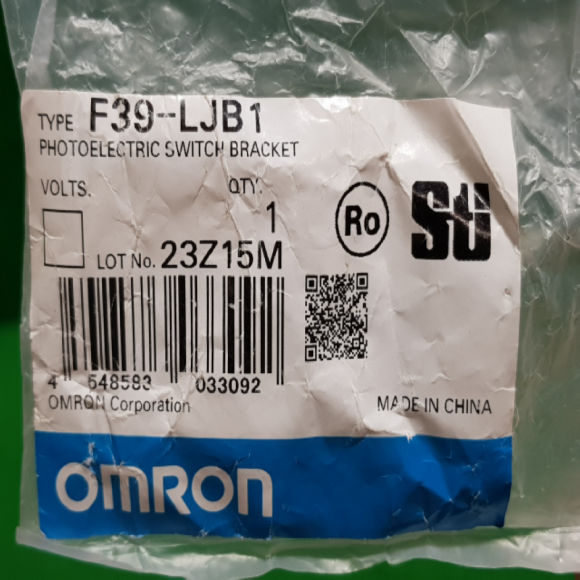 TYPE F39-LJB1
PHOTOELECTRIC SWITCH BRACKET
VOLTS. QTY.
1
Ro
STi
LOT No. 23Z15M
4 548583 033092
OMRON Corporation
MADE IN CHINA
OMRON